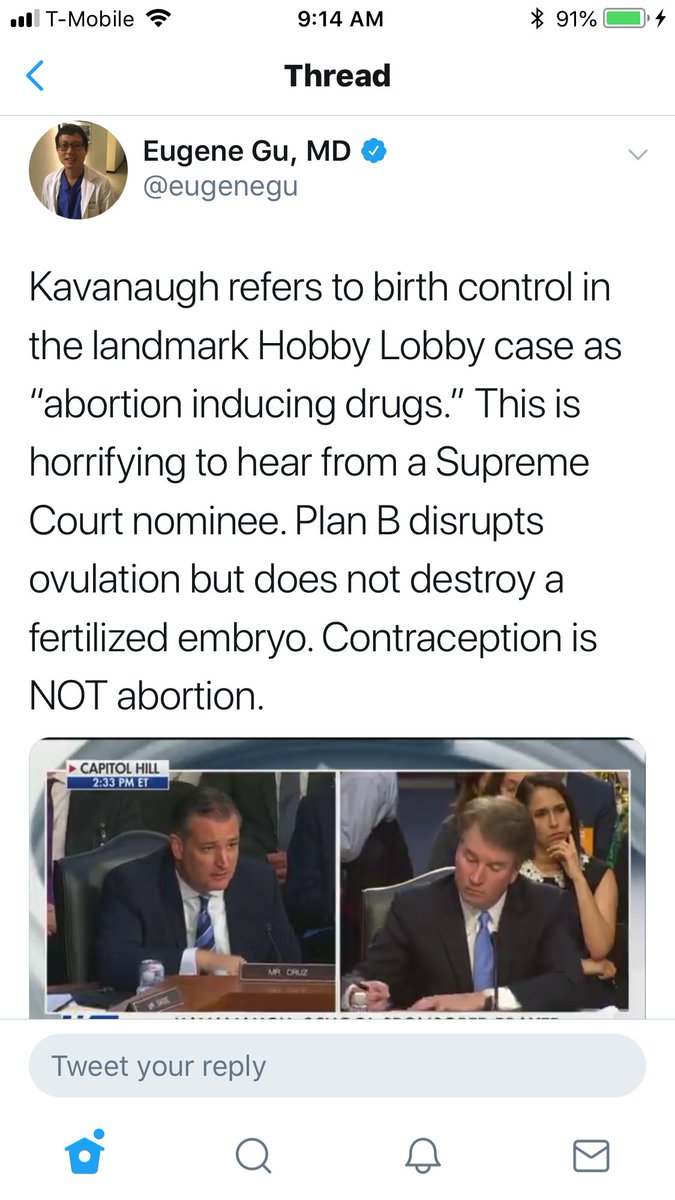 T-Mobile 9:14 AM 91%
Thread
Eugene Gu, MD
@eugenegu
Kavanaugh refers to birth control in
the landmark Hobby Lobby case as
“abortion inducing drugs.” This is
horrifying to hear from a Supreme
Court nominee. Plan B disrupts
ovulation but does not destroy a
fertilized embryo. Contraception is
NOT abortion.
CAPITOL HILL
2:33 PM ET
MR. CRUZ
Tweet your reply